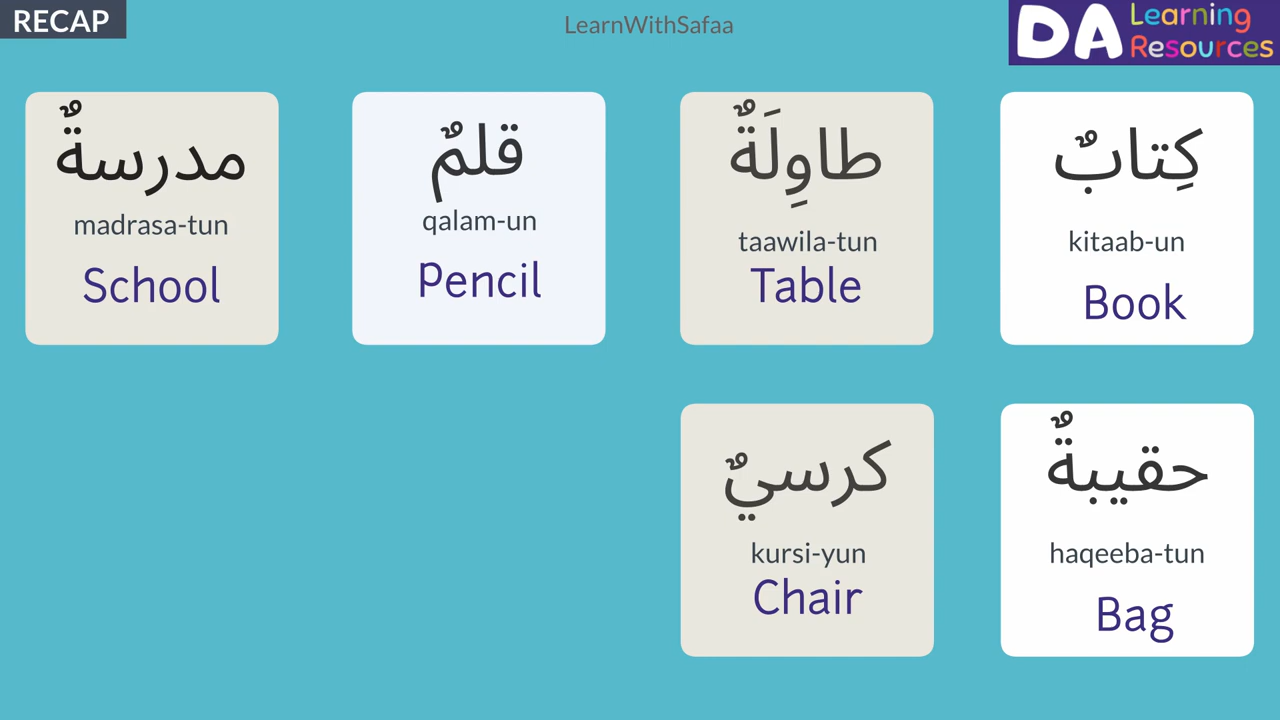 RECAP
LearnWithSafaa
DA Learning
Resources
مدرسةٌ
madrasa-tun
School
قلمٌ
qalam-un
Pencil
طاوِلَةٌ
taawila-tun
Table
كِتابٌ
kitaab-un
Book
كرسيٌ
kursi-yun
Chair
حقيبةٌ
haqeeba-tun
Bag